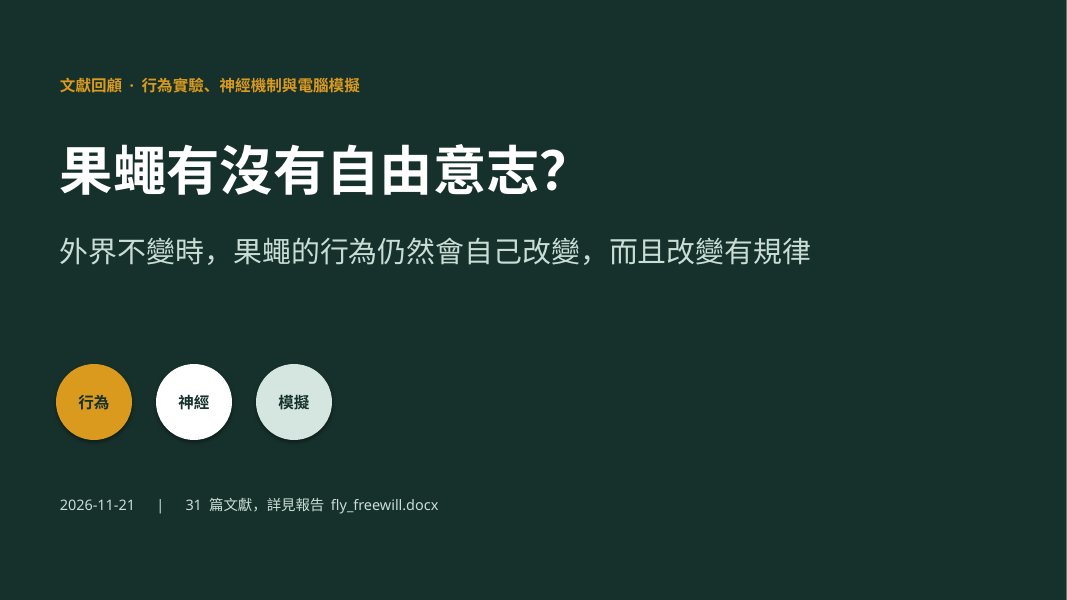 文獻回顧 · 行為實驗、神經機制與電腦模擬
果蠅有沒有自由意志？
外界不變時，果蠅的行為仍然會自己改變，而且改變有規律
行為
神經
模擬
2026-11-21 | 31 篇文獻，詳見報告 fly_freewill.docx